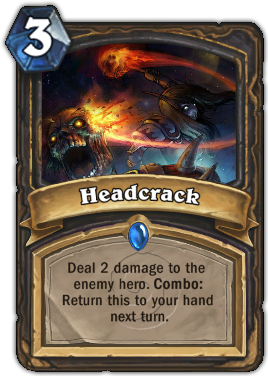 3
Headcrack
Deal 2 damage to the
enemy hero. Combo:
Return this to your hand
next turn.